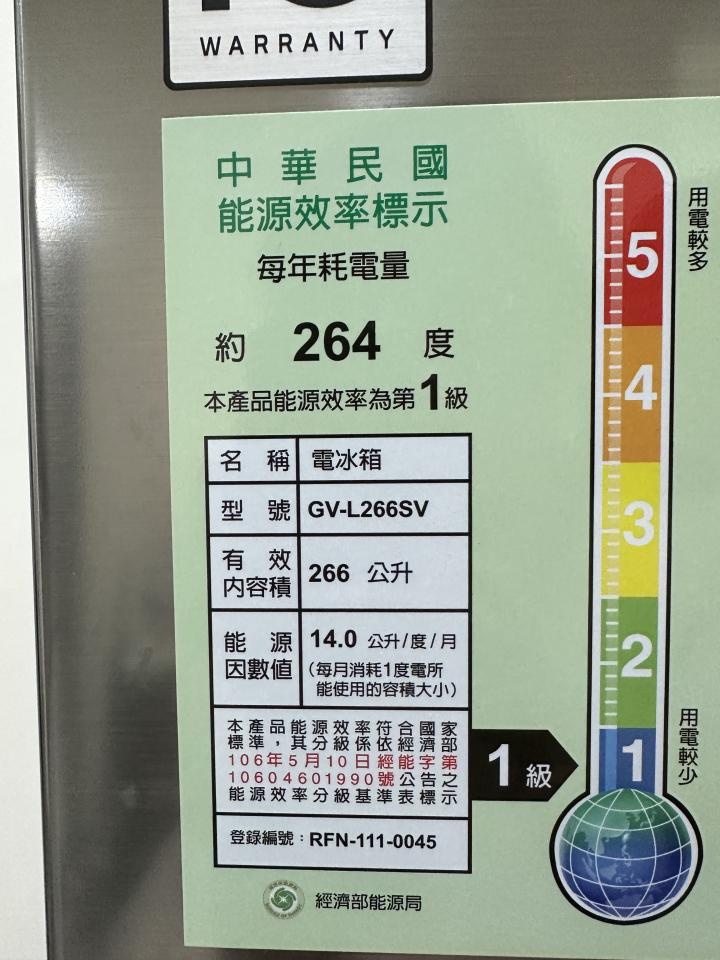 WARRANTY
中華民國
能源效率標示
每年耗電量
約 264 度
本產品能源效率為第1級
名稱 電冰箱
型號 GV-L266SV
有效內容積 266 公升
能源因數值 14.0 公升/度/月
(每月消耗1度電所
能使用的容積大小)
本產品能源效率符合國家
標準，其分級係依經濟部
106年5月10日經能字第
10604601990號公告之
能源效率分級基準表標示
登錄編號：RFN-111-0045
經濟部能源局
用電較多
5
4
3
2
1
用電較少
1級